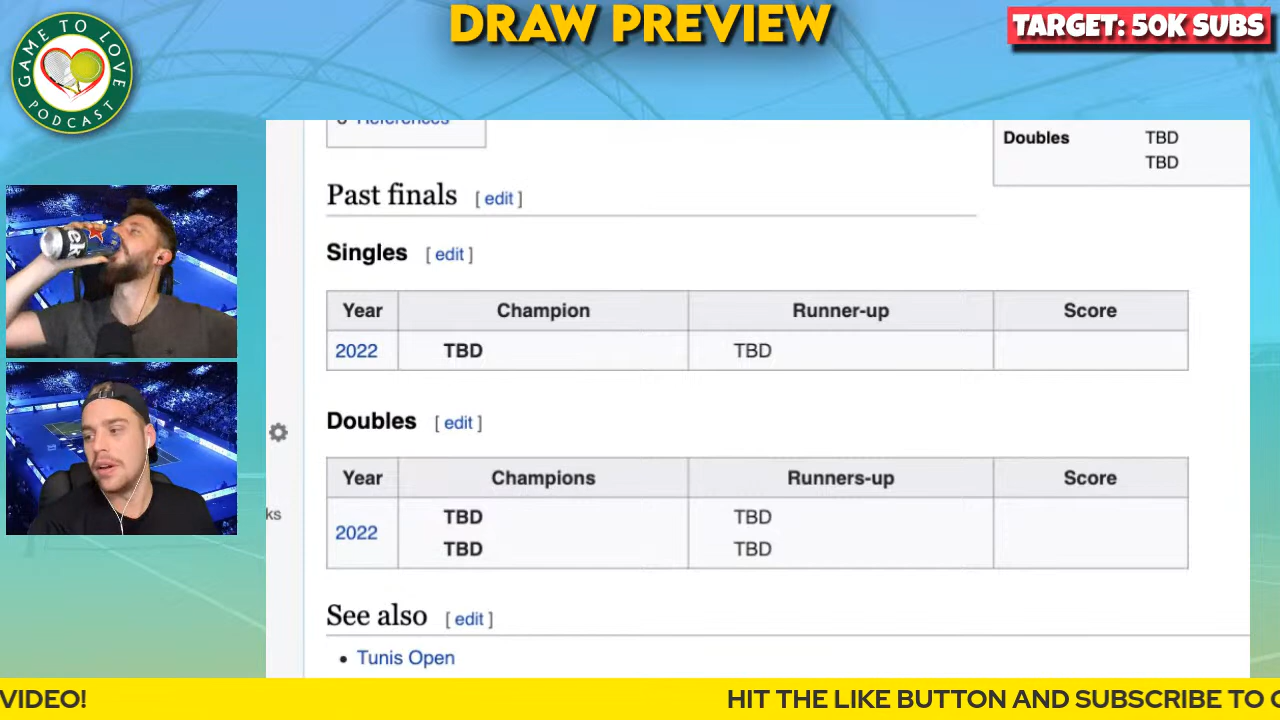 DRAW PREVIEW
TARGET: 50K SUBS
GAME TO LOVE
PODCAST
References
Doubles TBD
TBD
Past finals [ edit ]
Singles [ edit ]
Year Champion Runner-up Score
2022 TBD TBD
Doubles [ edit ]
ks
Year Champions Runners-up Score
2022 TBD TBD
TBD TBD
See also [ edit ]
• Tunis Open
VIDEO! HIT THE LIKE BUTTON AND SUBSCRIBE TO